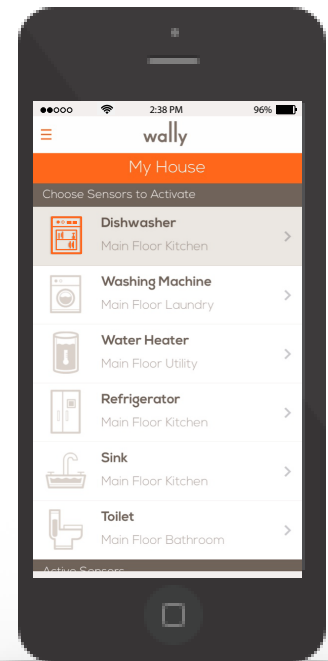 2:38 PM
96%
wally
My House
Choose Sensors to Activate
Dishwasher
Main Floor Kitchen
Washing Machine
Main Floor Laundry
Water Heater
Main Floor Utility
Refrigerator
Main Floor Kitchen
Sink
Main Floor Kitchen
Toilet
Main Floor Bathroom
Active Sensors